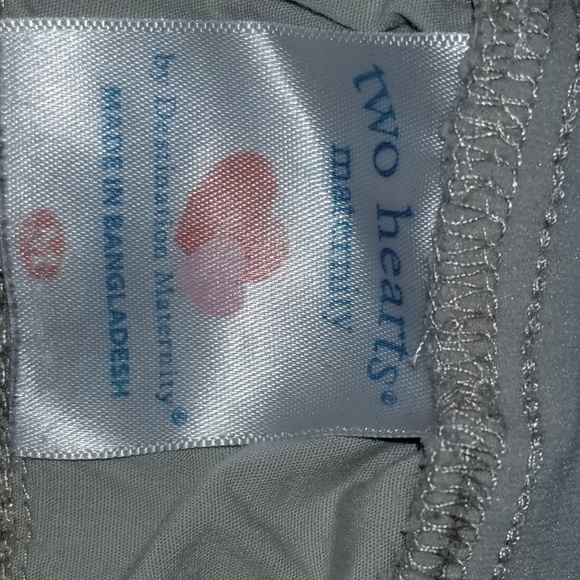 two hearts®
maternity
by Destination Maternity®
MADE IN BANGLADESH